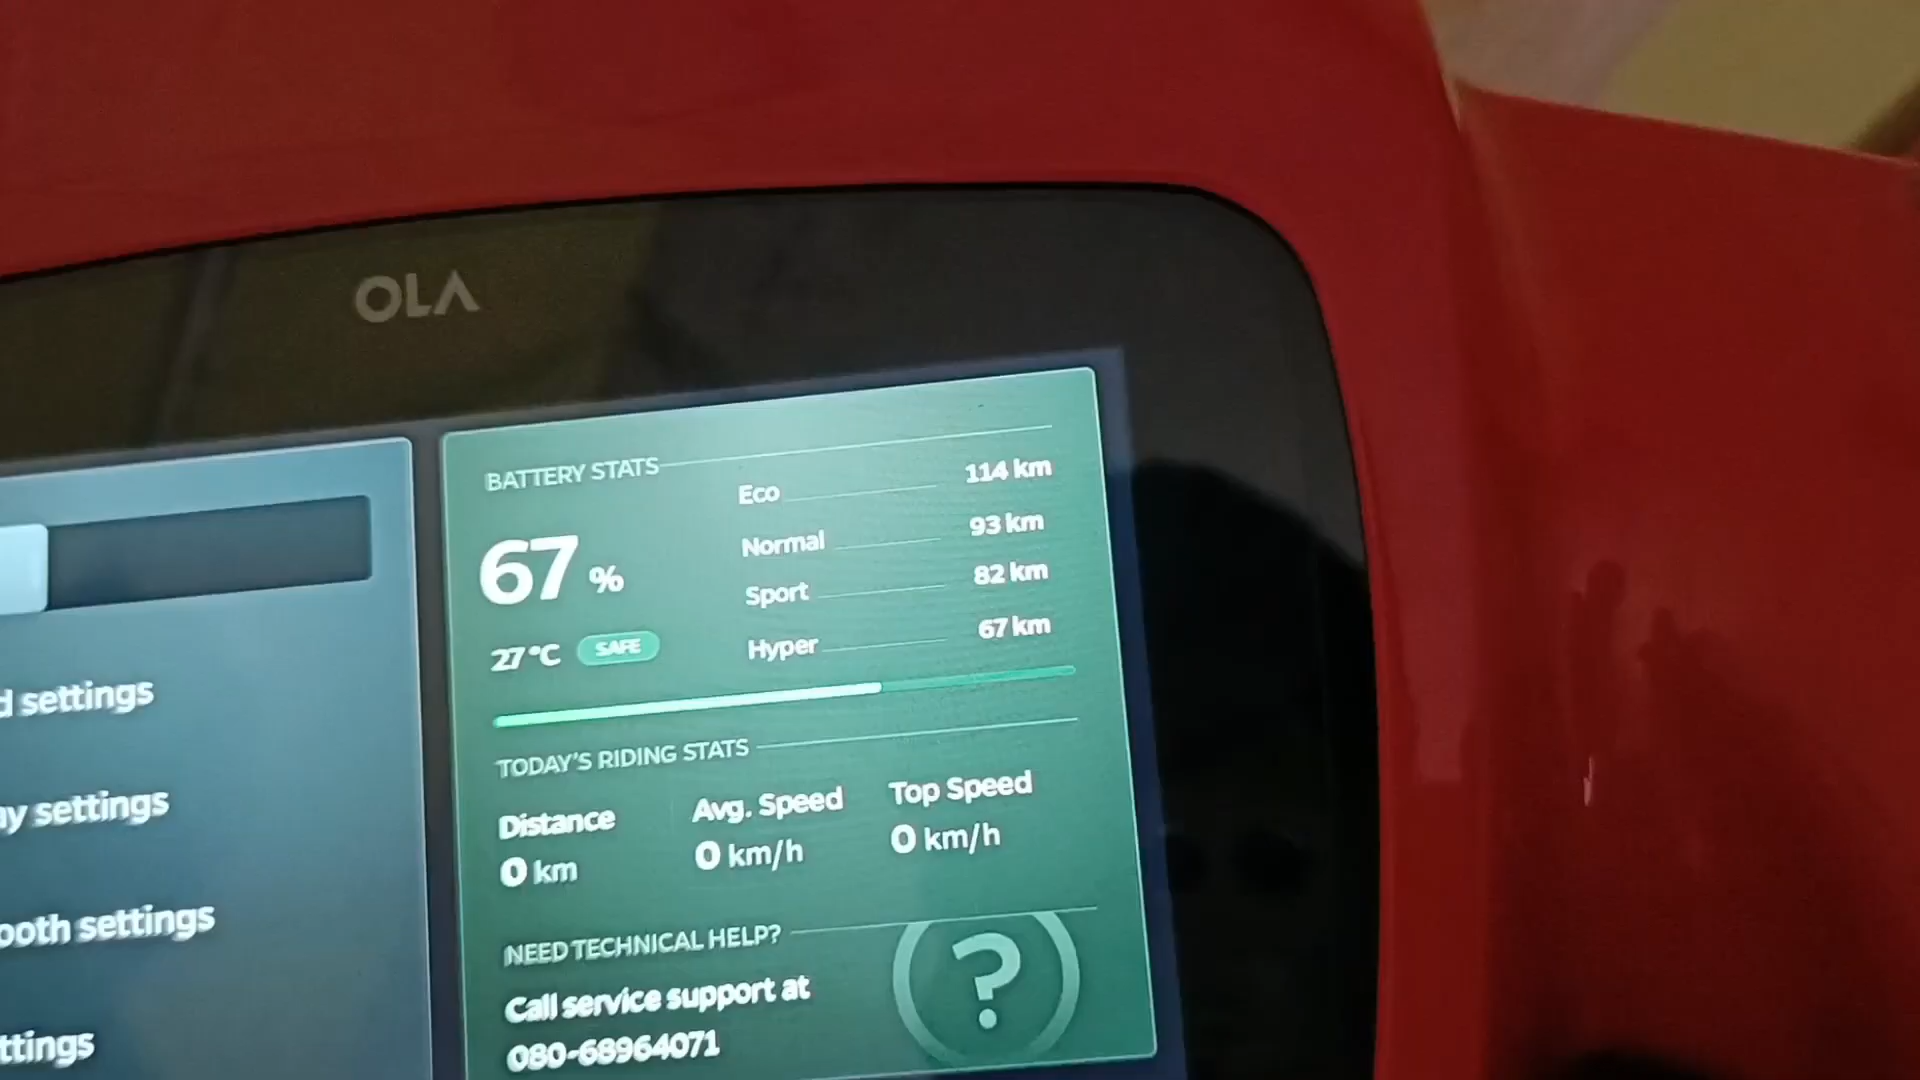 OLA
settings
settings
settings
BATTERY STATS
67 %
27 °C SAFE
Eco 114 km
Normal 93 km
Sport 82 km
Hyper 67 km
TODAY'S RIDING STATS
Distance Avg. Speed Top Speed
0 km 0 km/h 0 km/h
NEED TECHNICAL HELP?
Call service support at
080-68964071
?